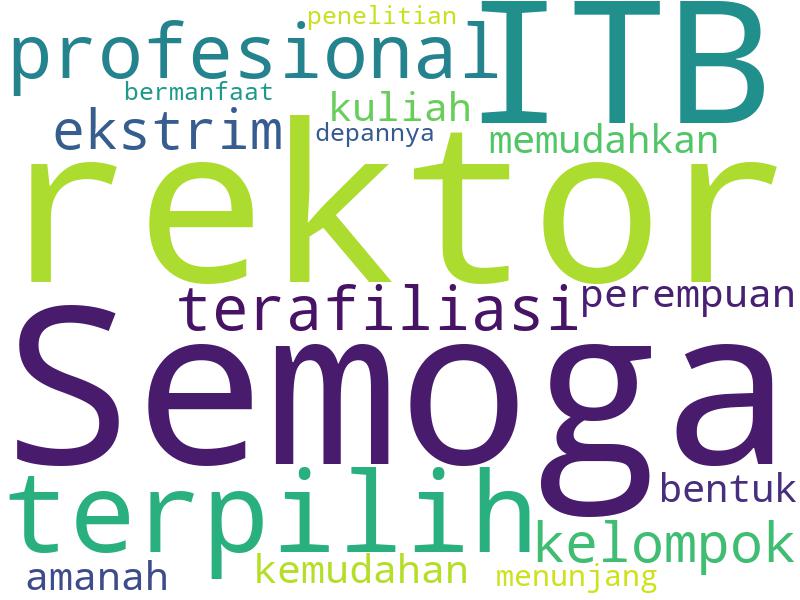 penelitian
profesional ITB
bermanfaat
kuliah
ekstrim depannya memudahkan
rektor
terafiliasi perempuan
Semoga
terpilih bentuk
kelompok
amanah kemudahan menunjang